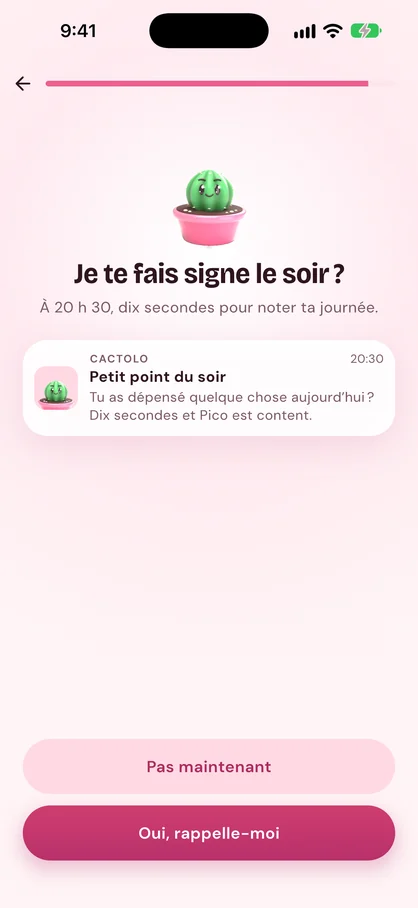 9:41
Je te fais signe le soir ?
À 20 h 30, dix secondes pour noter ta journée.
CACTOLO 20:30
Petit point du soir
Tu as dépensé quelque chose aujourd’hui ?
Dix secondes et Pico est content.
Pas maintenant
Oui, rappelle-moi